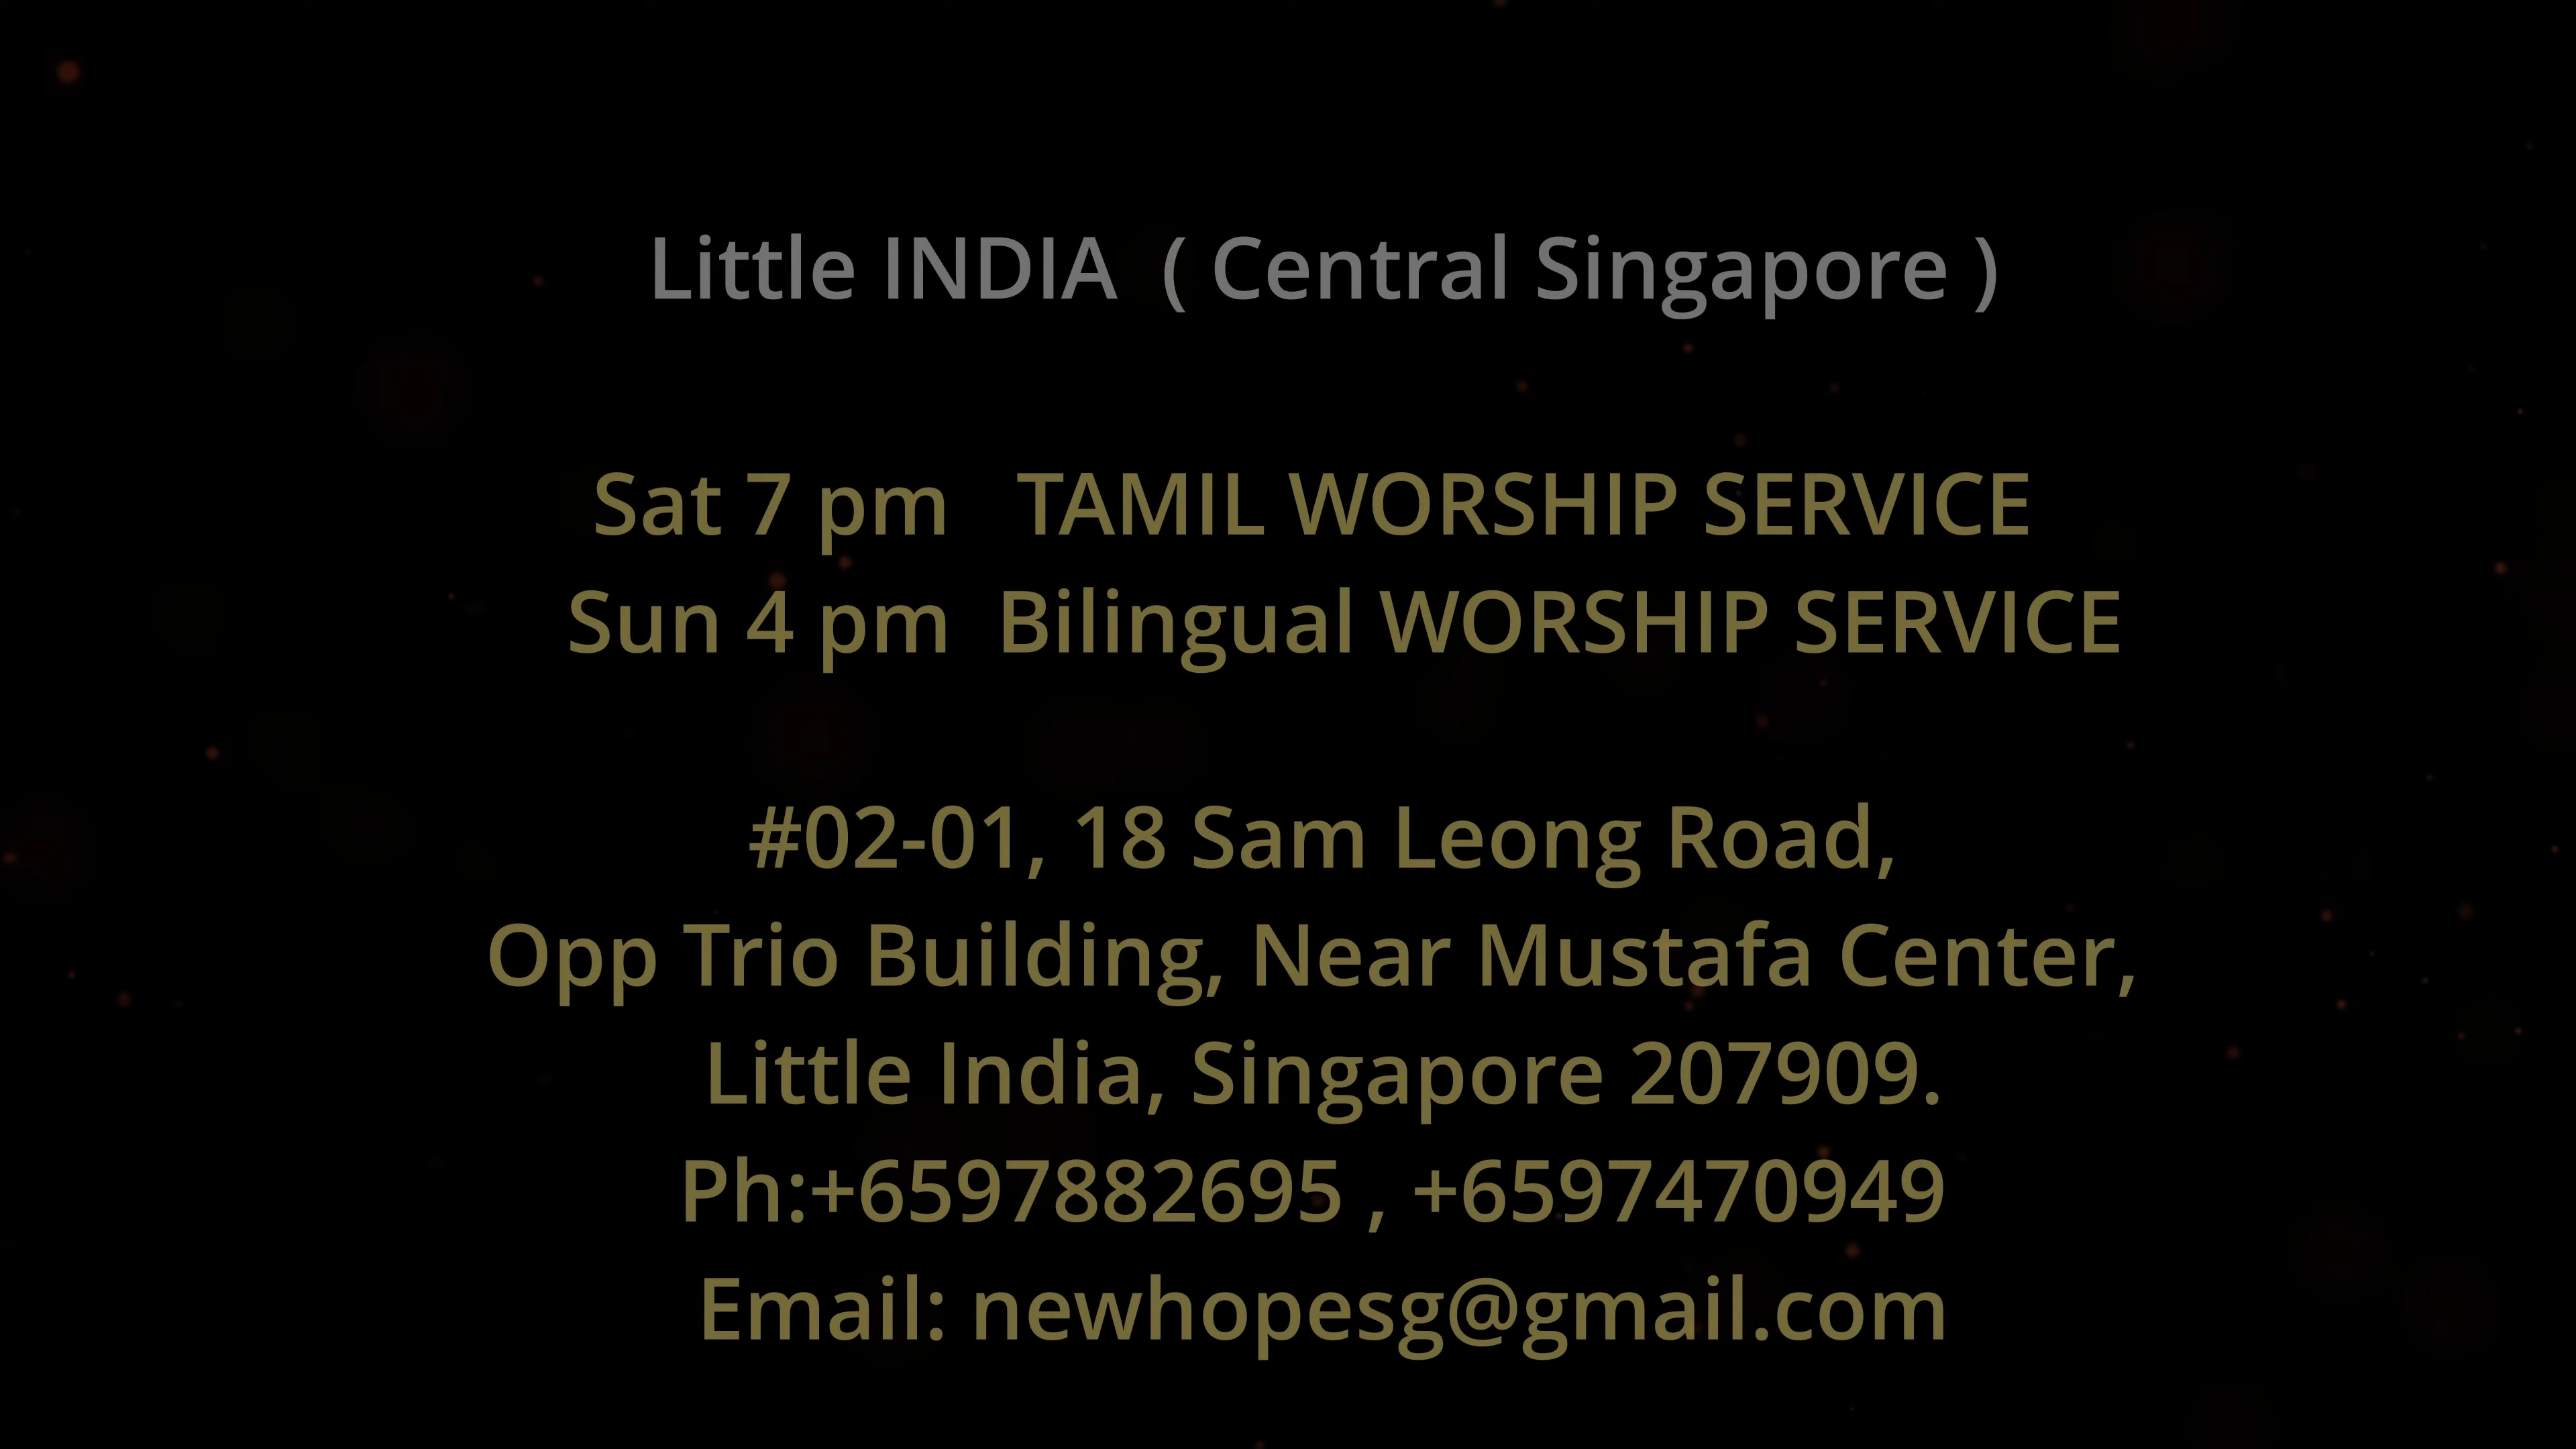 Little INDIA  ( Central Singapore )
Sat 7 pm   TAMIL WORSHIP SERVICE
Sun 4 pm  Bilingual WORSHIP SERVICE
#02-01, 18 Sam Leong Road,
Opp Trio Building, Near Mustafa Center,
Little India, Singapore 207909.
Ph:+6597882695 , +6597470949
Email: newhopesg@gmail.com